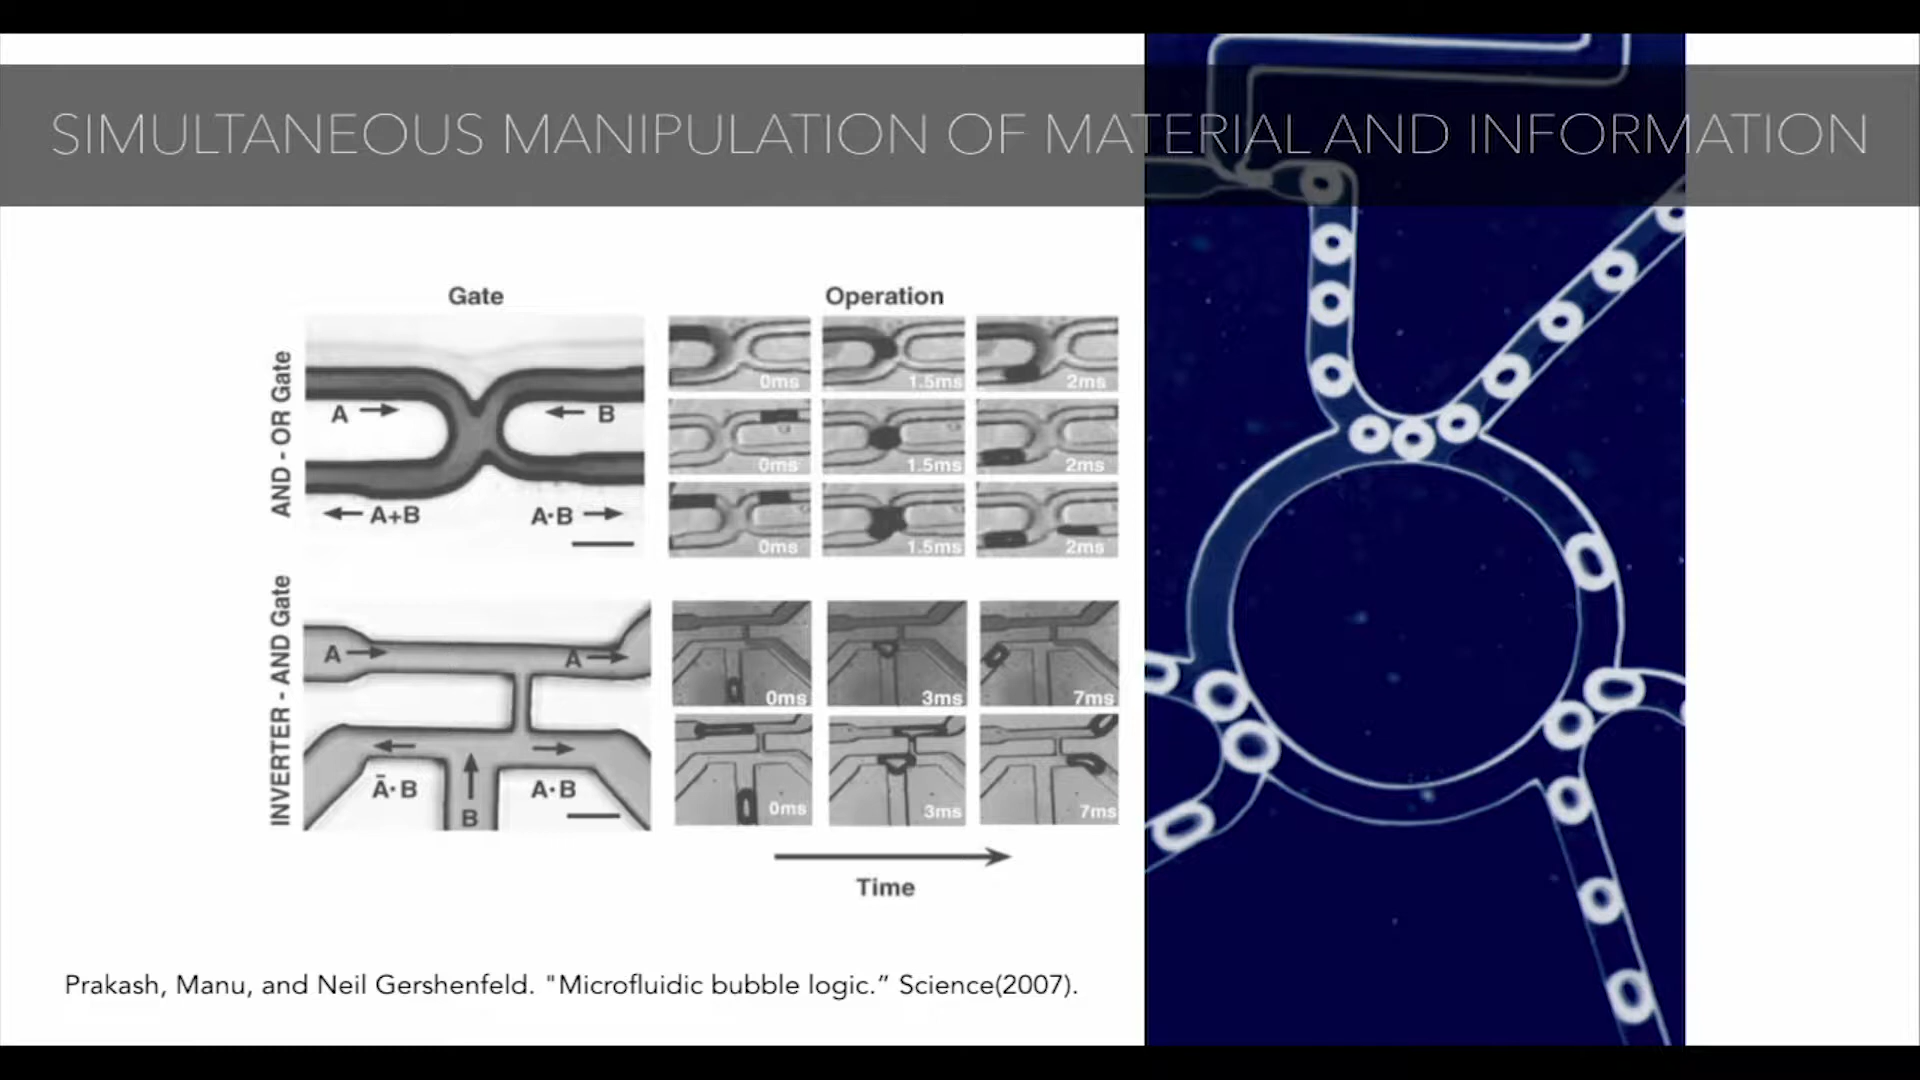 SIMULTANEOUS MANIPULATION OF MATERIAL AND INFORMATION
Gate
Operation
AND - OR Gate
A → ← B
← A+B A·B →
0ms 1.5ms 2ms
0ms 1.5ms 2ms
0ms 1.5ms 2ms
INVERTER - AND Gate
A → A →
← →
Ā·B ↑ A·B
B
0ms 3ms 7ms
0ms 3ms 7ms
Time
Prakash, Manu, and Neil Gershenfeld. "Microfluidic bubble logic.” Science(2007).